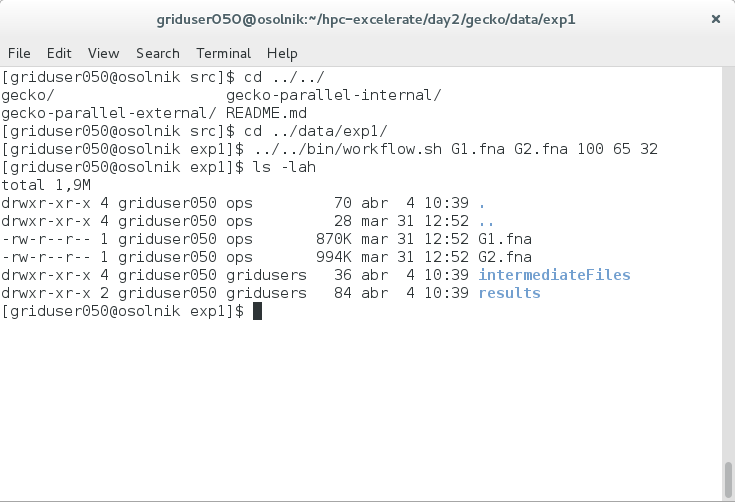 griduser050@osolnik:~/hpc-excelerate/day2/gecko/data/exp1
File Edit View Search Terminal Help
[griduser050@osolnik src]$ cd ../../
gecko/ gecko-parallel-internal/
gecko-parallel-external/ README.md
[griduser050@osolnik src]$ cd ../data/exp1/
[griduser050@osolnik exp1]$ ../../bin/workflow.sh G1.fna G2.fna 100 65 32
[griduser050@osolnik exp1]$ ls -lah
total 1,9M
drwxr-xr-x 4 griduser050 ops 70 abr 4 10:39 .
drwxr-xr-x 4 griduser050 ops 28 mar 31 12:52 ..
-rw-r--r-- 1 griduser050 ops 870K mar 31 12:52 G1.fna
-rw-r--r-- 1 griduser050 ops 994K mar 31 12:52 G2.fna
drwxr-xr-x 4 griduser050 gridusers 36 abr 4 10:39 intermediateFiles
drwxr-xr-x 2 griduser050 gridusers 84 abr 4 10:39 results
[griduser050@osolnik exp1]$